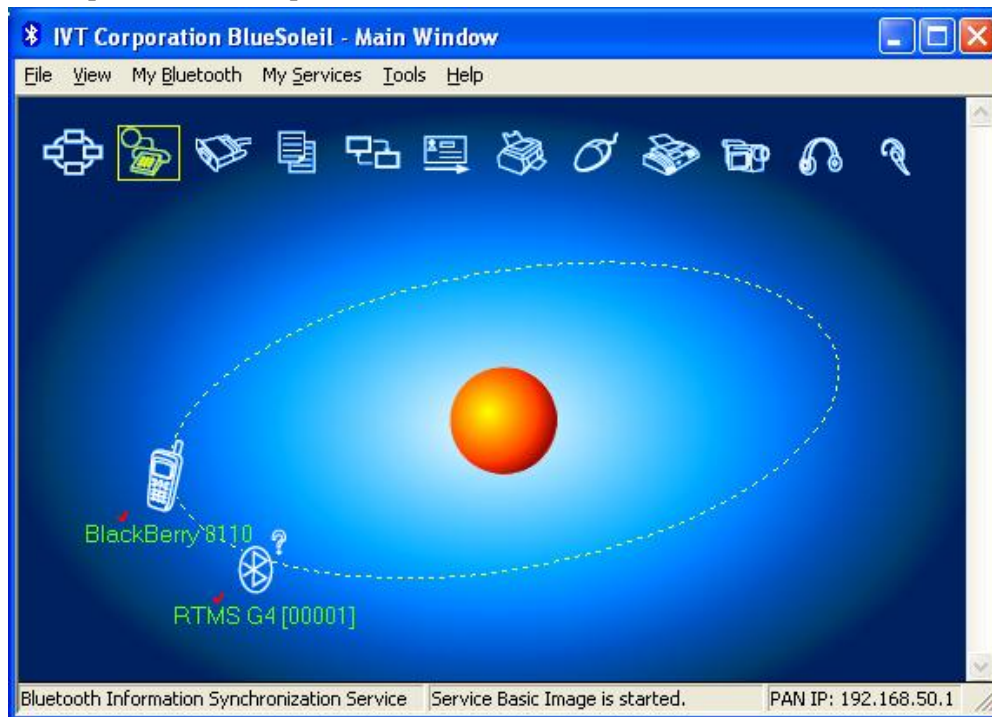 IVT Corporation BlueSoleil - Main Window
File View My Bluetooth My Services Tools Help
BlackBerry 8110
?
RTMS G4 [00001]
Bluetooth Information Synchronization Service Service Basic Image is started. PAN IP: 192.168.50.1